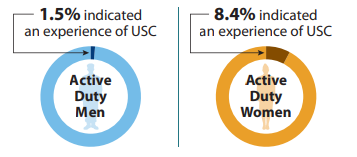 1.5% indicated
an experience of USC
Active
Duty
Men
8.4% indicated
an experience of USC
Active
Duty
Women